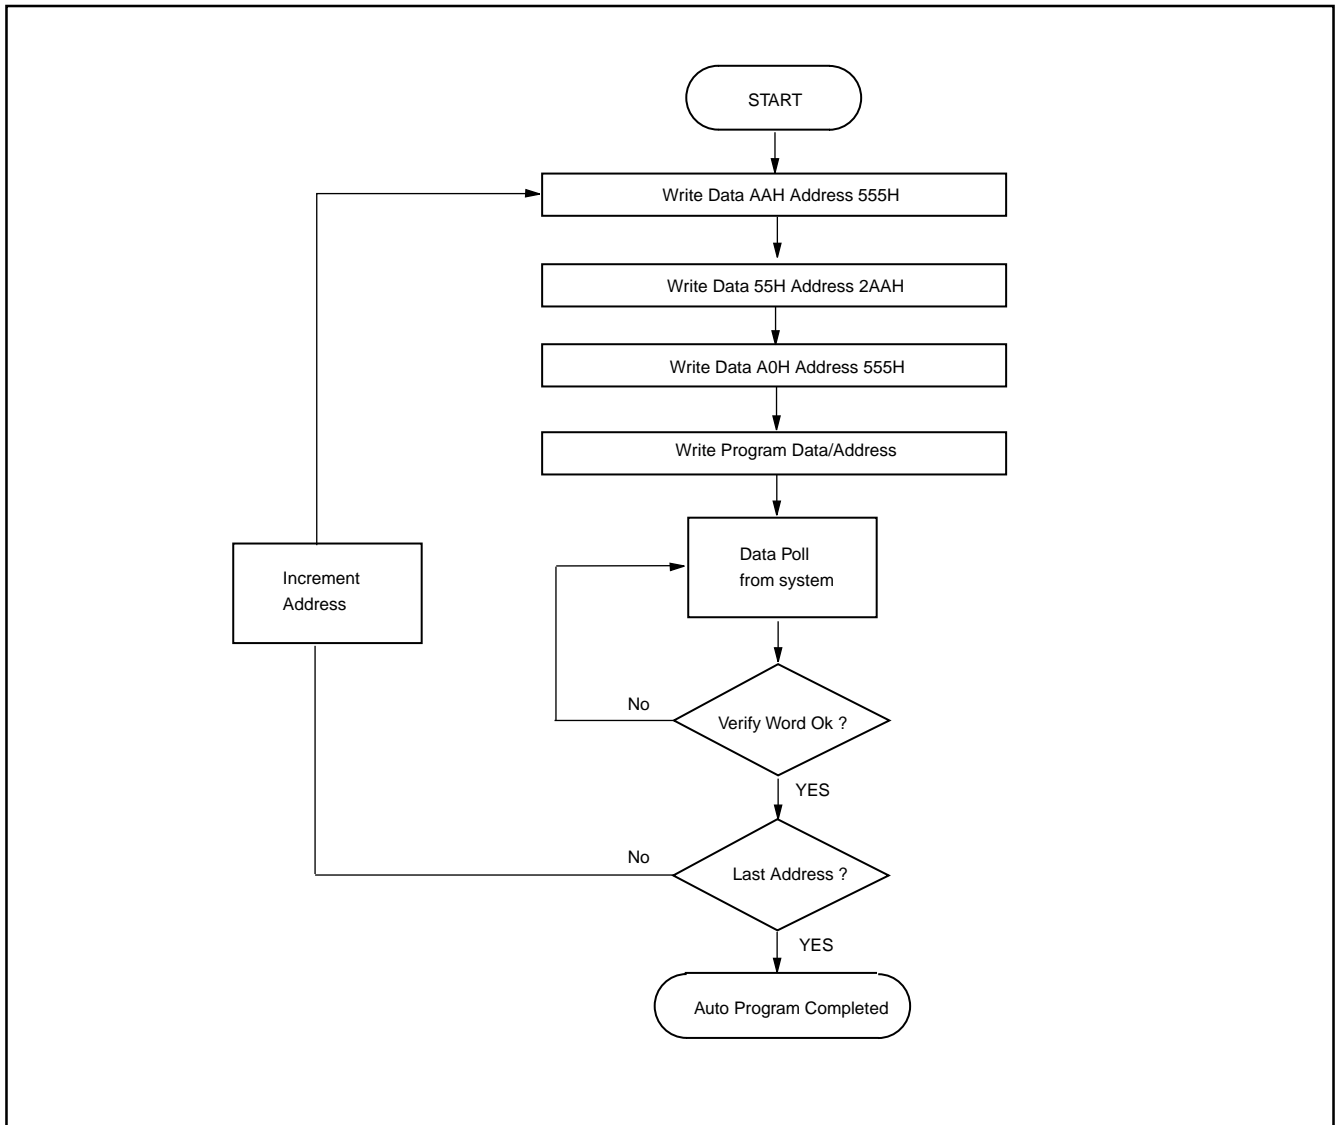 START
Write Data AAH Address 555H
Write Data 55H Address 2AAH
Write Data A0H Address 555H
Write Program Data/Address
Data Poll
from system
Increment
Address
No
Verify Word Ok ?
YES
No
Last Address ?
YES
Auto Program Completed